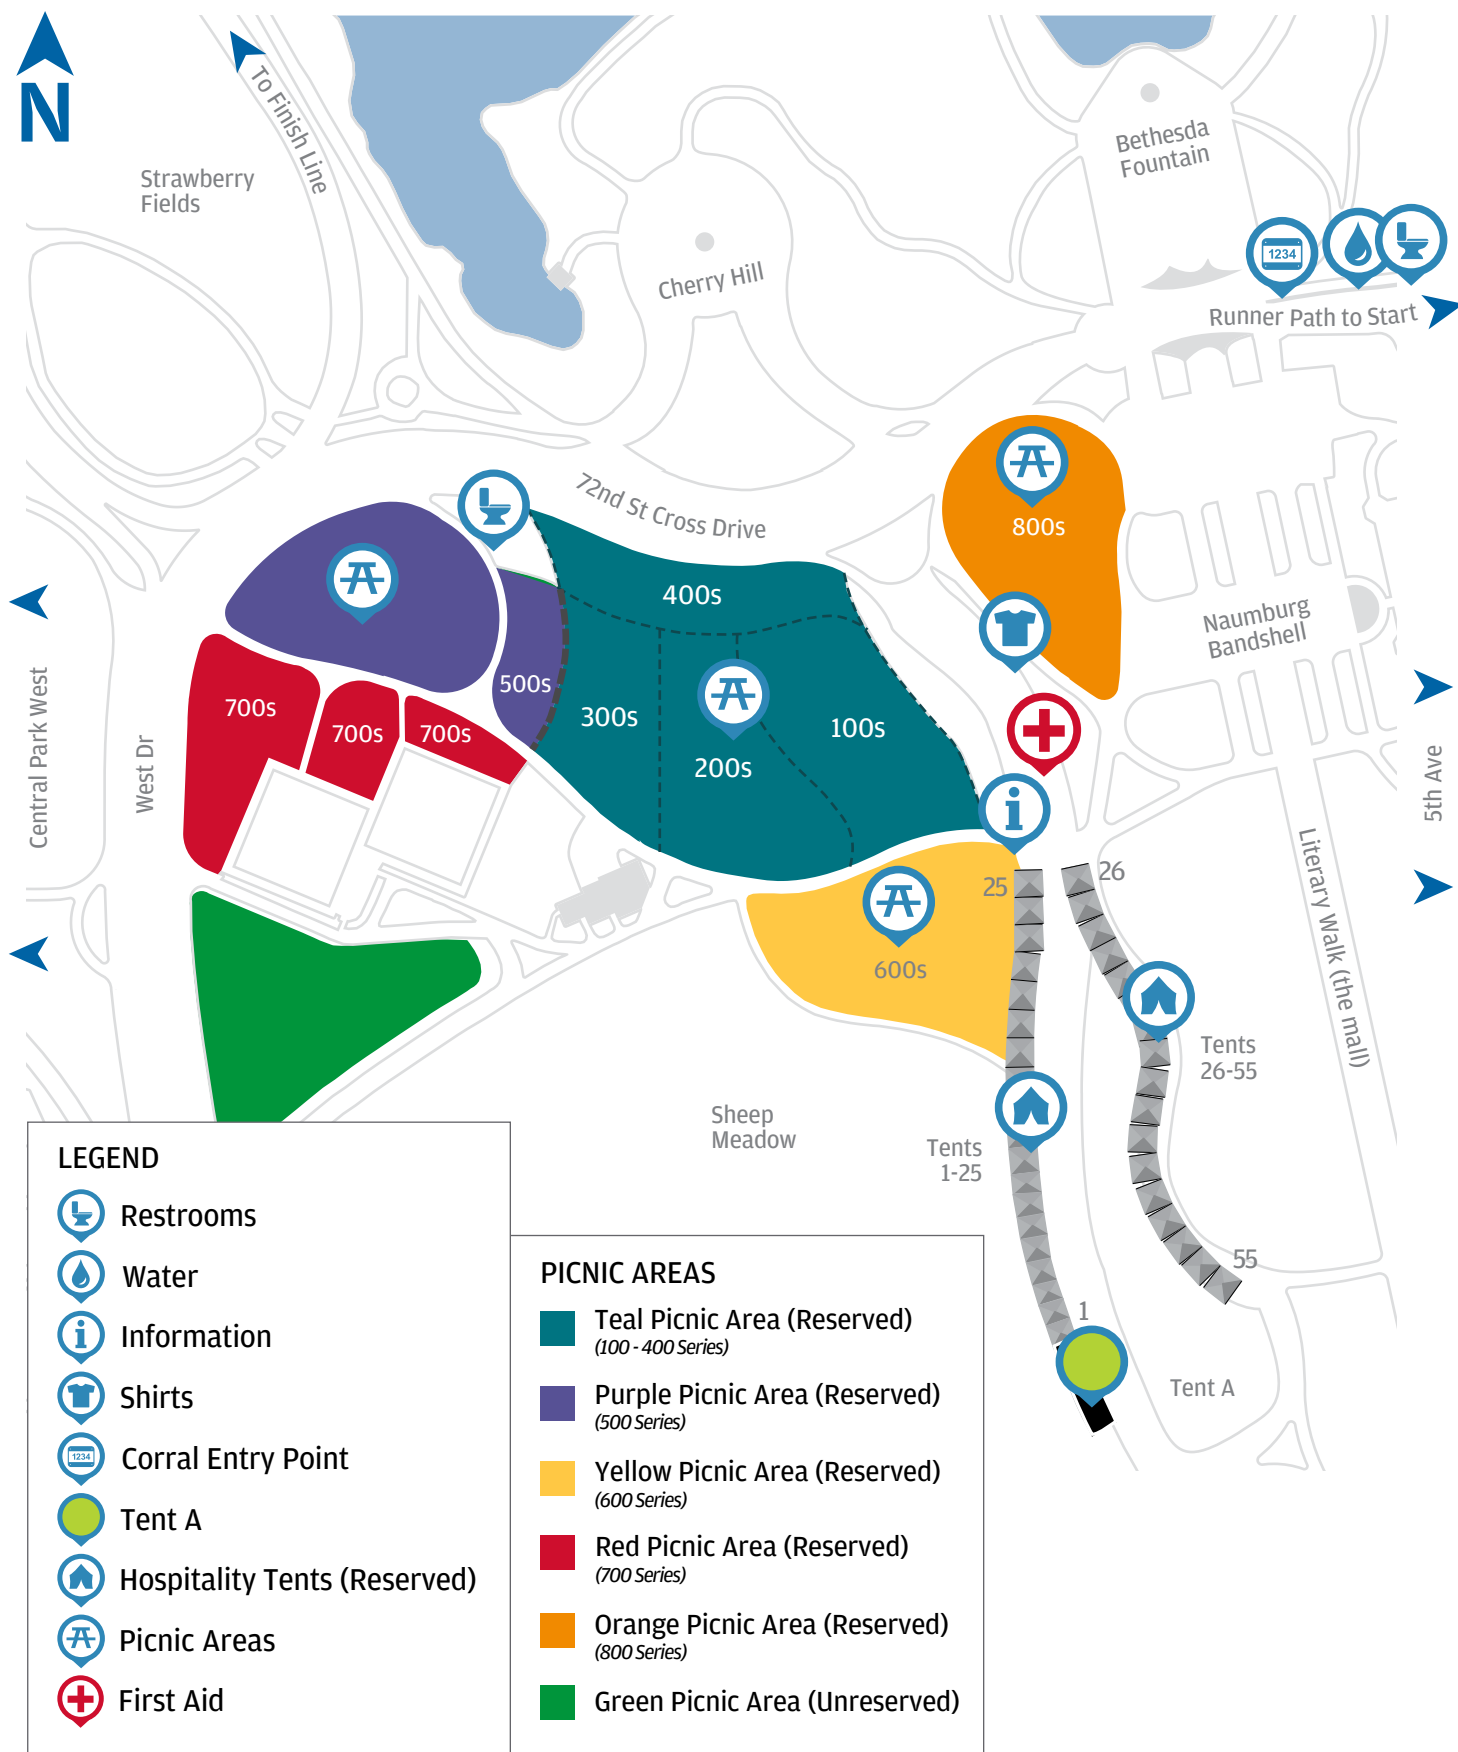 N
To Finish Line
Strawberry
Fields
Bethesda
Fountain
Cherry Hill
1234
Runner Path to Start
72nd St Cross Drive
800s
400s
Naumburg
Bandshell
500s
300s
100s
200s
700s
700s
700s
Central Park West
West Dr
5th Ave
Literary Walk (the mall)
25
26
600s
Tents
26-55
Sheep
Meadow
Tents
1-25
55
1
Tent A
LEGEND
Restrooms
Water
Information
Shirts
1234
Corral Entry Point
Tent A
Hospitality Tents (Reserved)
Picnic Areas
First Aid
PICNIC AREAS
Teal Picnic Area (Reserved)
(100 - 400 Series)
Purple Picnic Area (Reserved)
(500 Series)
Yellow Picnic Area (Reserved)
(600 Series)
Red Picnic Area (Reserved)
(700 Series)
Orange Picnic Area (Reserved)
(800 Series)
Green Picnic Area (Unreserved)